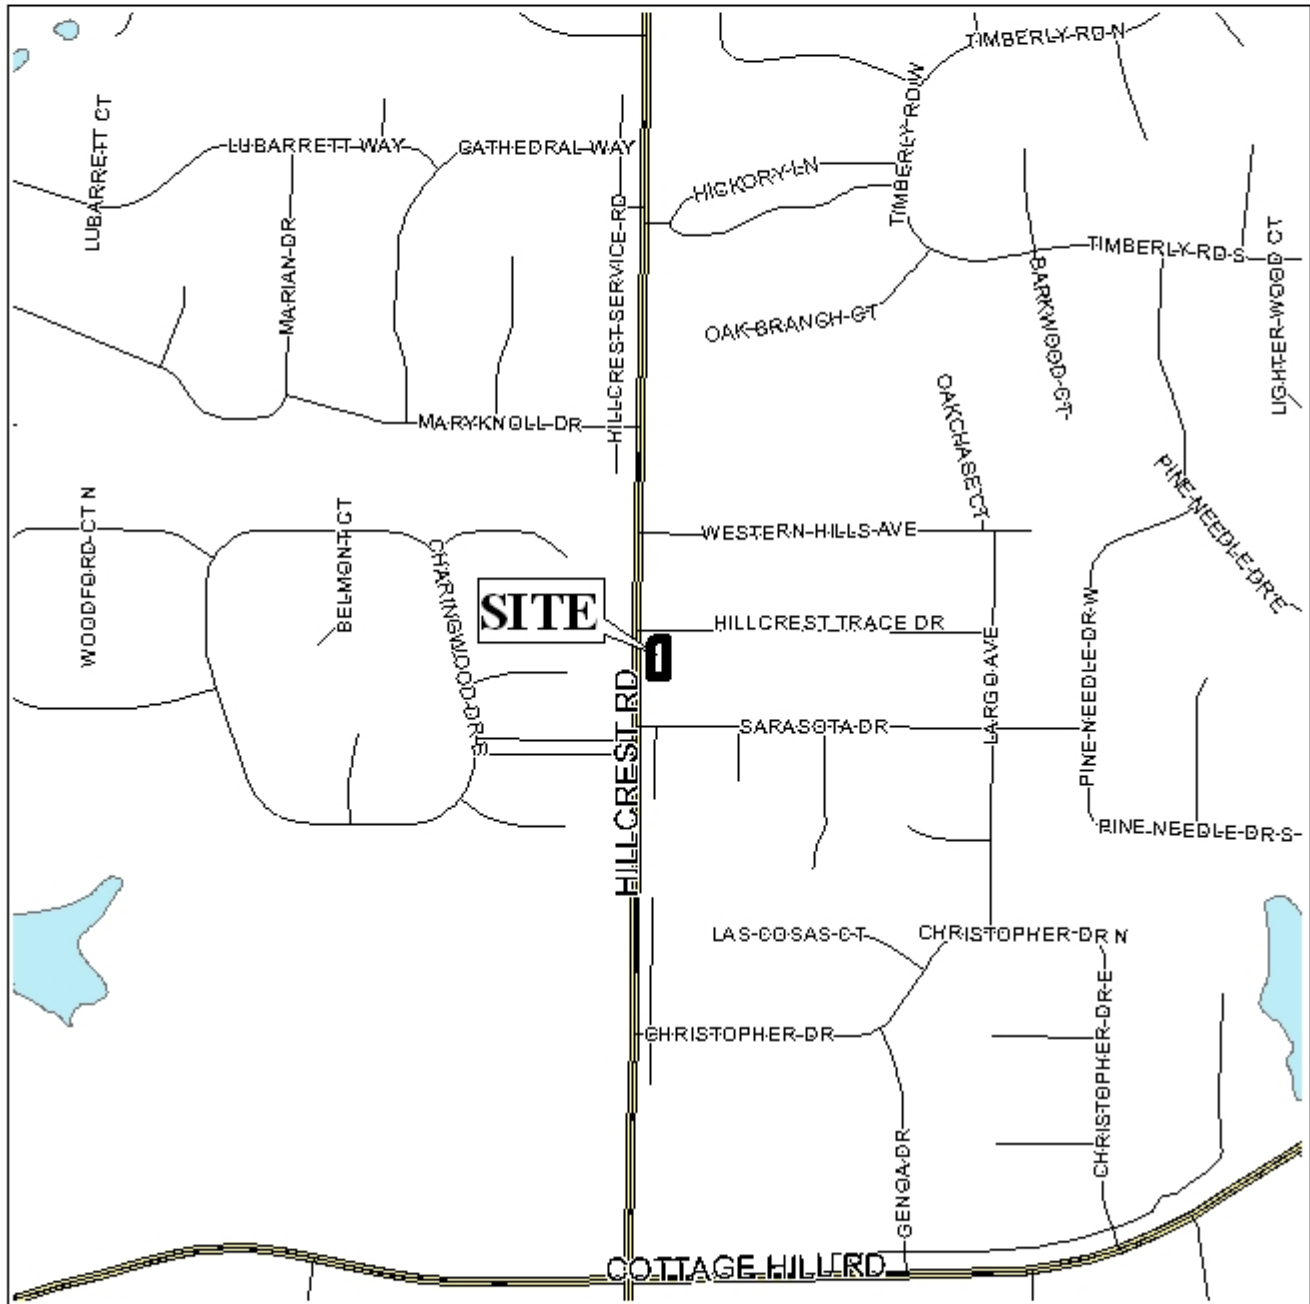 TIMBERLY RD N
TIMBERLY RD W
LUBARRETT CT
LUBARRETT WAY
CATHEDRAL WAY
HICKORY LN
HILLCREST SERVICE RD
MARIAN DR
TIMBERLY RD S
BARKWOOD CT
LIGHTER WOOD CT
OAK BRANCH CT
OAKCHASE CT
MARYKNOLL DR
PINE NEEDLE DR E
WOODFORD CT N
BELMONT CT
CHARINGWOOD DR S
WESTERN HILLS AVE
SITE
HILLCREST TRACE DR
LARGO AVE
PINE NEEDLE DR W
HILLCREST RD
SARASOTA DR
PINE NEEDLE DR S
LAS COSAS CT
CHRISTOPHER DR N
CHRISTOPHER DR E
CHRISTOPHER DR
GENOA DR
COTTAGE HILL RD